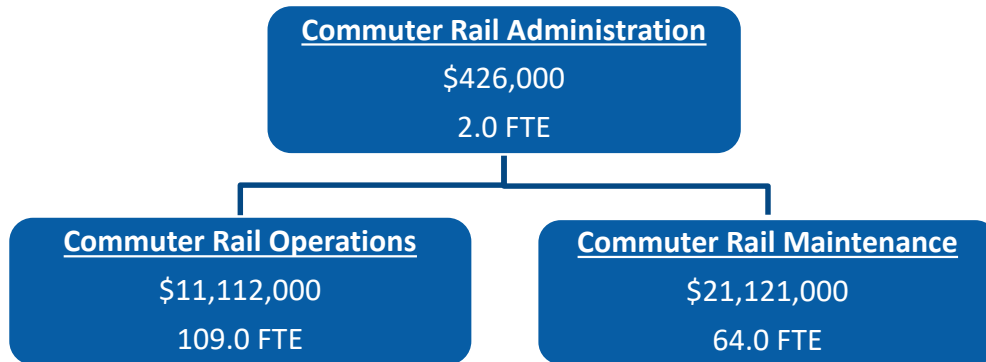 Commuter Rail Administration
$426,000
2.0 FTE
Commuter Rail Operations
$11,112,000
109.0 FTE
Commuter Rail Maintenance
$21,121,000
64.0 FTE